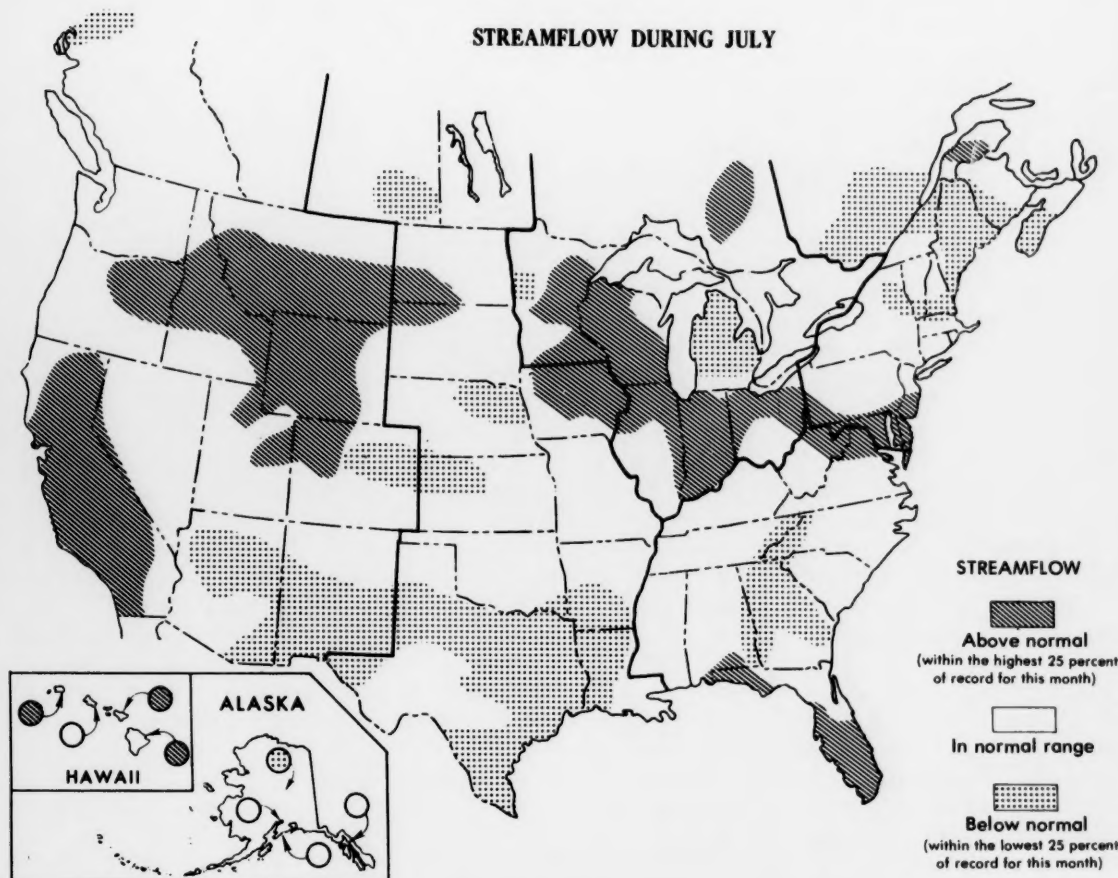 STREAMFLOW DURING JULY
STREAMFLOW
Above normal
(within the highest 25 percent
of record for this month)
In normal range
Below normal
(within the lowest 25 percent
of record for this month)
ALASKA
HAWAII